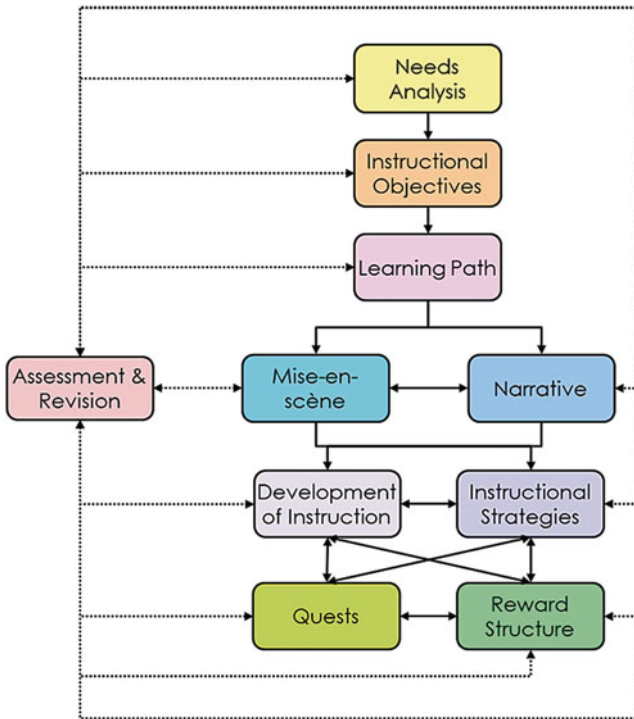 Needs
Analysis
Instructional
Objectives
Learning Path
Assessment &
Revision
Mise-en-
scène
Narrative
Development
of Instruction
Instructional
Strategies
Quests
Reward
Structure